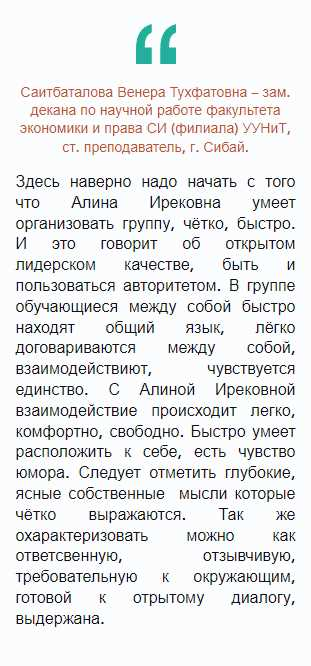 Саитбаталова Венера Тухфатовна – зам.
декана по научной работе факультета
экономики и права СИ (филиала) УУНиТ,
ст. преподаватель, г. Сибай.
Здесь наверно надо начать с того
что Алина Ирековна умеет
организовать группу, чётко, быстро.
И это говорит об открытом
лидерском качестве, быть и
пользоваться авторитетом. В группе
обучающиеся между собой быстро
находят общий язык, лёгко
договариваются между собой,
взаимодействиют, чувствуется
единство. С Алиной Ирековной
взаимодействие происходит легко,
комфортно, свободно. Быстро умеет
расположить к себе, есть чувство
юмора. Следует отметить глубокие,
ясные собственные мысли которые
чётко выражаются. Так же
охарактеризовать можно как
ответсвенную, отзывчивую,
требовательную к окружающим,
готовой к отрытому диалогу,
выдержана.